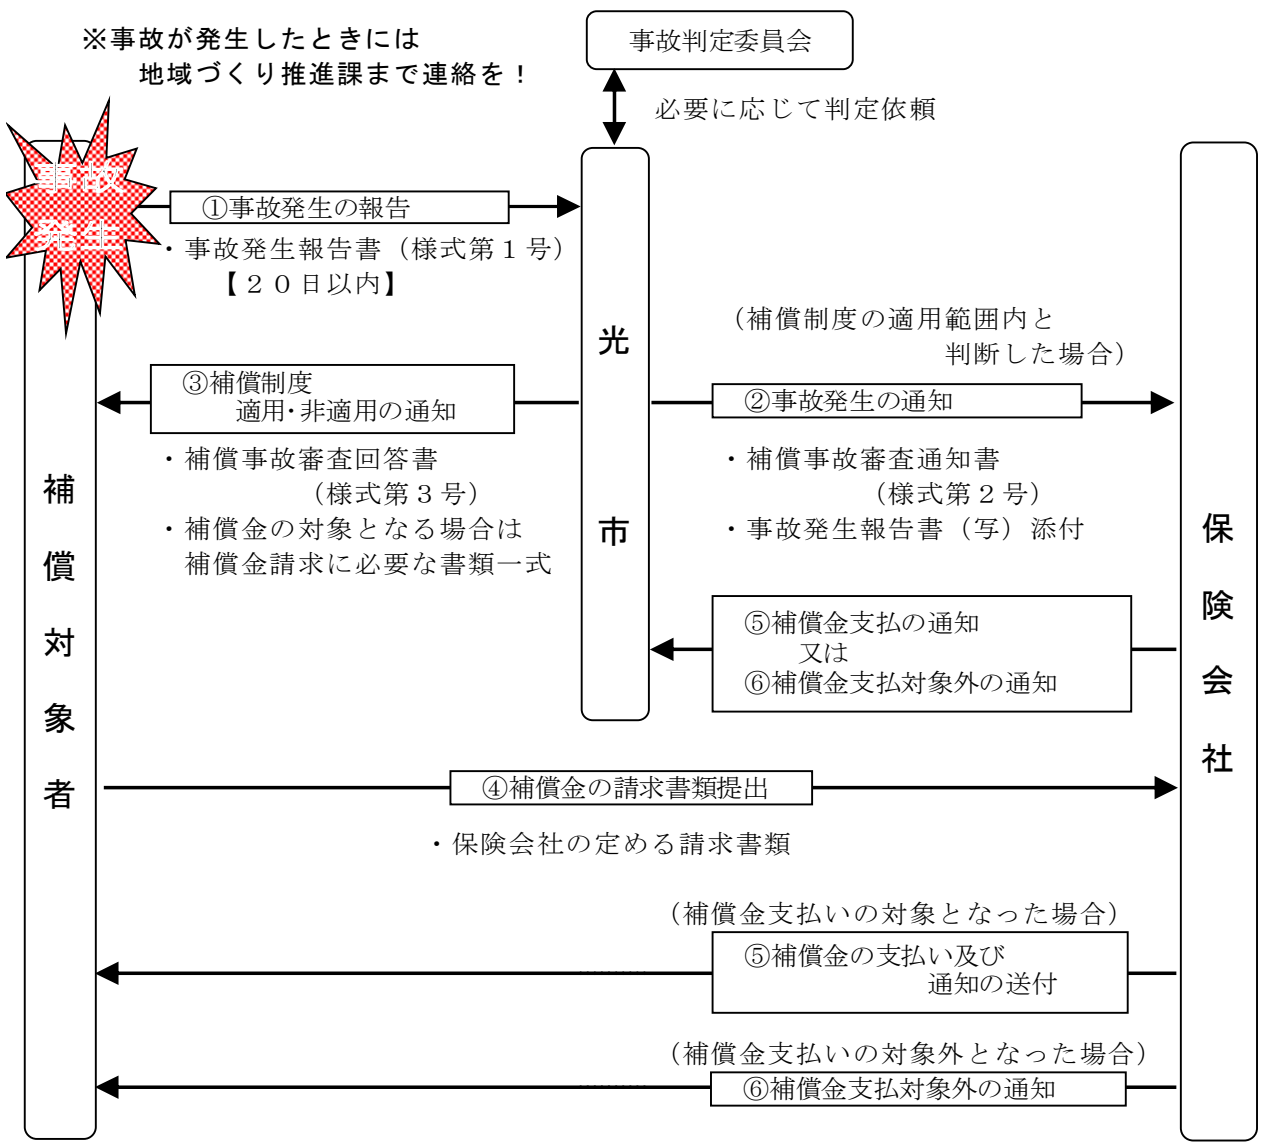 ※事故が発生したときには
地域づくり推進課まで連絡を！
事故判定委員会
必要に応じて判定依頼
事故
発生
①事故発生の報告
・事故発生報告書（様式第１号）
【２０日以内】
（補償制度の適用範囲内と
判断した場合）
③補償制度
適用・非適用の通知
②事故発生の通知
・補償事故審査回答書
（様式第３号）
・補償金の対象となる場合は
補償金請求に必要な書類一式
・補償事故審査通知書
（様式第２号）
・事故発生報告書（写）添付
光市
補償対象者
保険会社
⑤補償金支払の通知
又は
⑥補償金支払対象外の通知
④補償金の請求書類提出
・保険会社の定める請求書類
（補償金支払いの対象となった場合）
⑤補償金の支払い及び
通知の送付
（補償金支払いの対象外となった場合）
⑥補償金支払対象外の通知